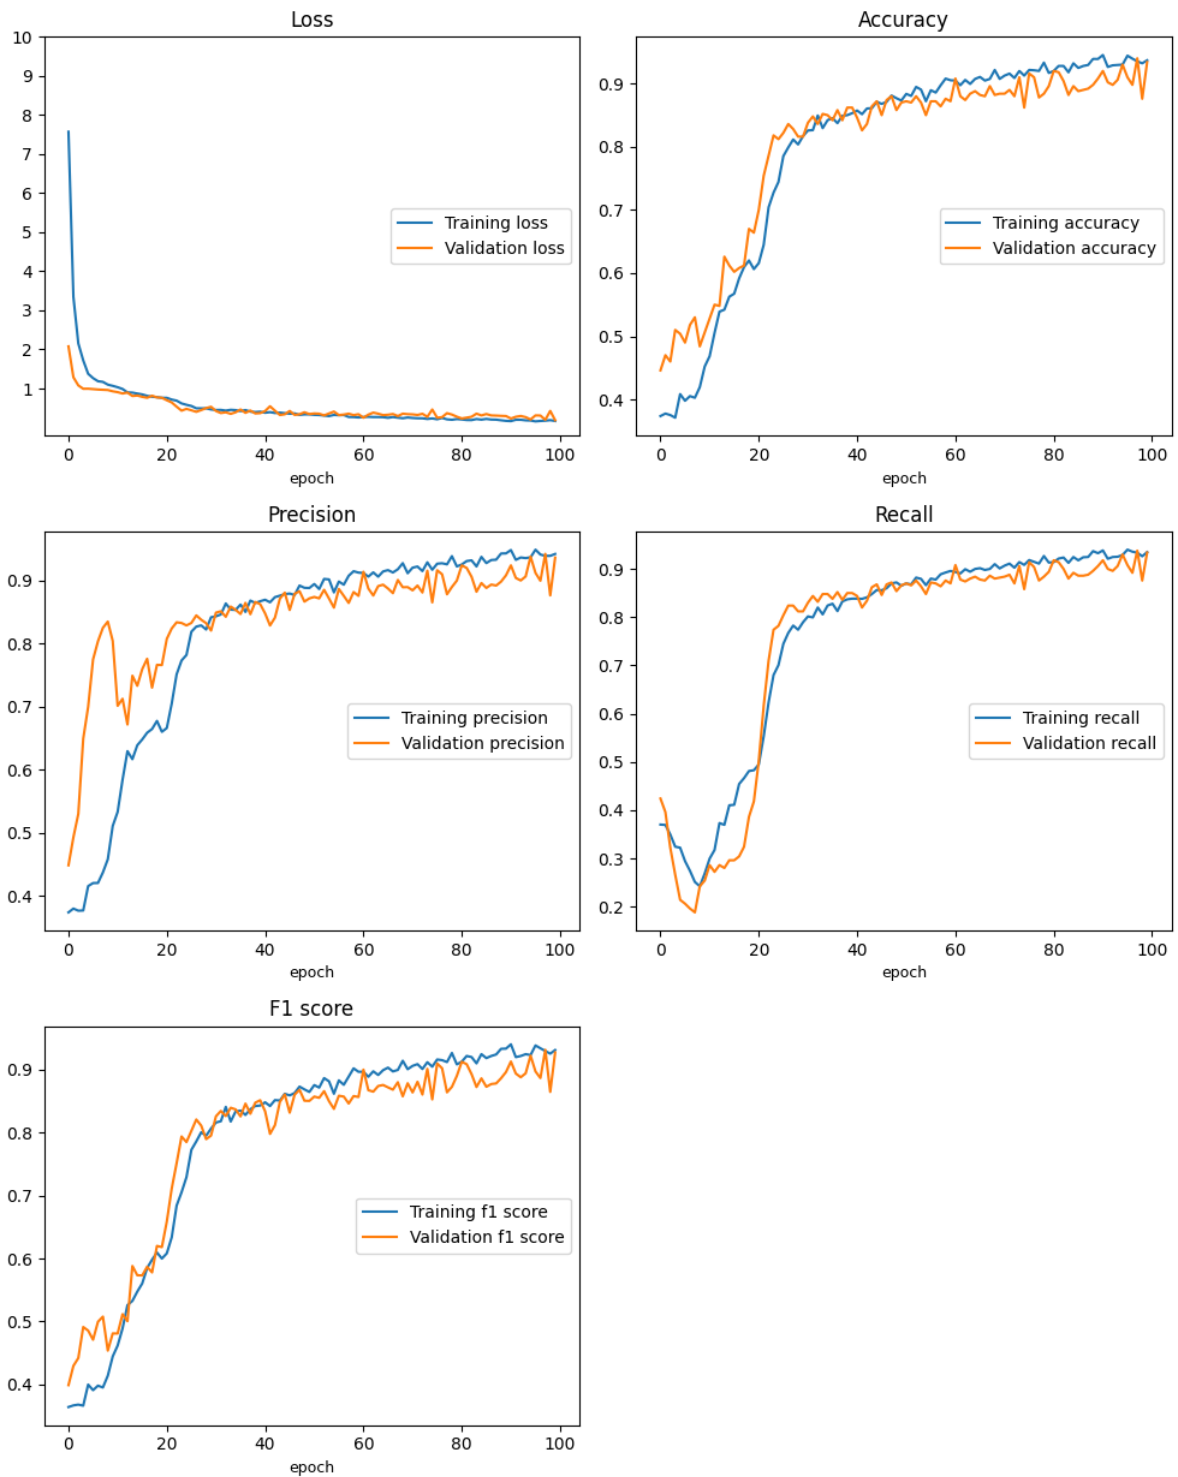 Loss
10
9
8
7
6
5
4
3
2
1
Training loss
Validation loss
0 20 40 60 80 100
epoch
Accuracy
0.9
0.8
0.7
0.6
0.5
0.4
Training accuracy
Validation accuracy
0 20 40 60 80 100
epoch
Precision
0.9
0.8
0.7
0.6
0.5
0.4
Training precision
Validation precision
0 20 40 60 80 100
epoch
Recall
0.9
0.8
0.7
0.6
0.5
0.4
0.3
0.2
Training recall
Validation recall
0 20 40 60 80 100
epoch
F1 score
0.9
0.8
0.7
0.6
0.5
0.4
Training f1 score
Validation f1 score
0 20 40 60 80 100
epoch